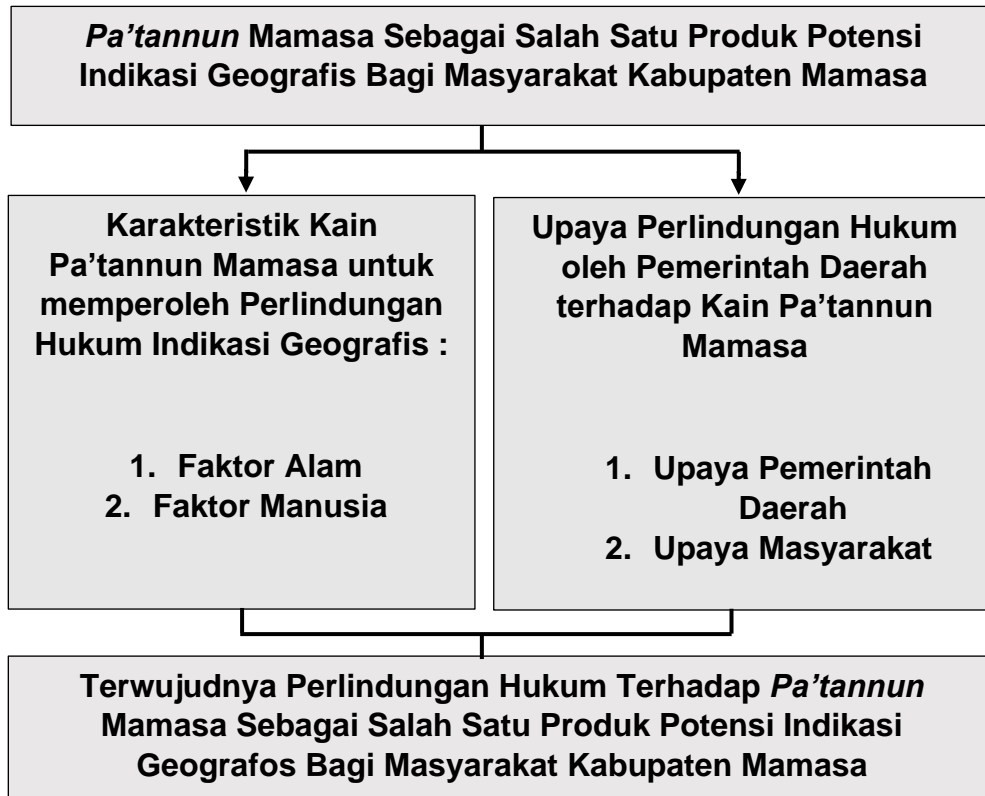 Pa’tannun Mamasa Sebagai Salah Satu Produk Potensi
Indikasi Geografis Bagi Masyarakat Kabupaten Mamasa
Karakteristik Kain
Pa’tannun Mamasa untuk
memperoleh Perlindungan
Hukum Indikasi Geografis :
1. Faktor Alam
2. Faktor Manusia
Upaya Perlindungan Hukum
oleh Pemerintah Daerah
terhadap Kain Pa’tannun
Mamasa
1. Upaya Pemerintah
Daerah
2. Upaya Masyarakat
Terwujudnya Perlindungan Hukum Terhadap Pa’tannun
Mamasa Sebagai Salah Satu Produk Potensi Indikasi
Geografos Bagi Masyarakat Kabupaten Mamasa